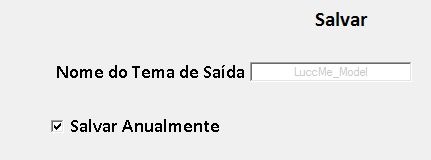 Salvar
Nome do Tema de Saída LuccMe_Model
Salvar Anualmente